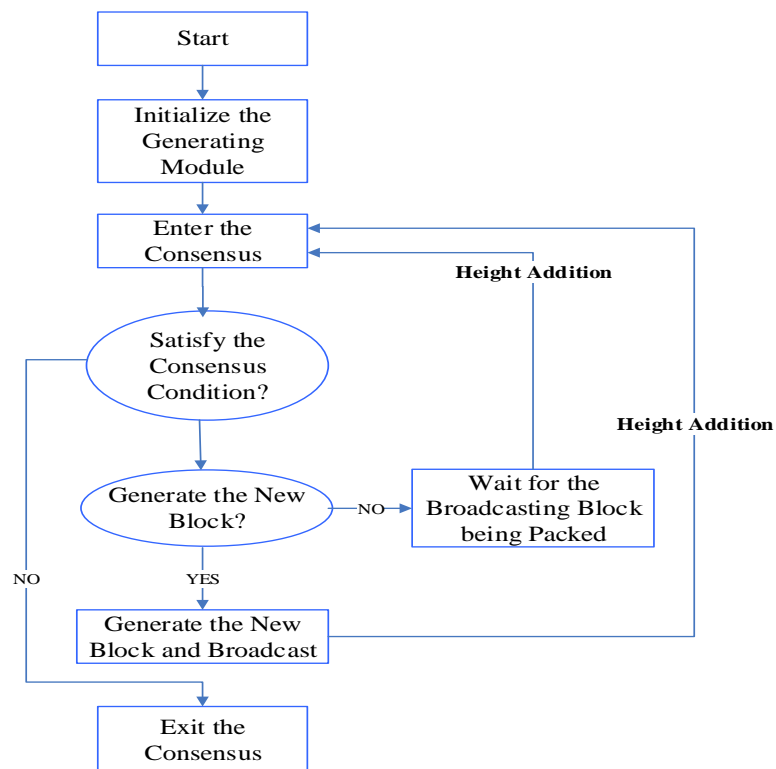 Start
Initialize the
Generating
Module
Enter the
Consensus
Height Addition
Satisfy the
Consensus
Condition?
Height Addition
Generate the New
Block?
NO
Wait for the
Broadcasting Block
being Packed
NO
YES
Generate the New
Block and Broadcast
Exit the
Consensus